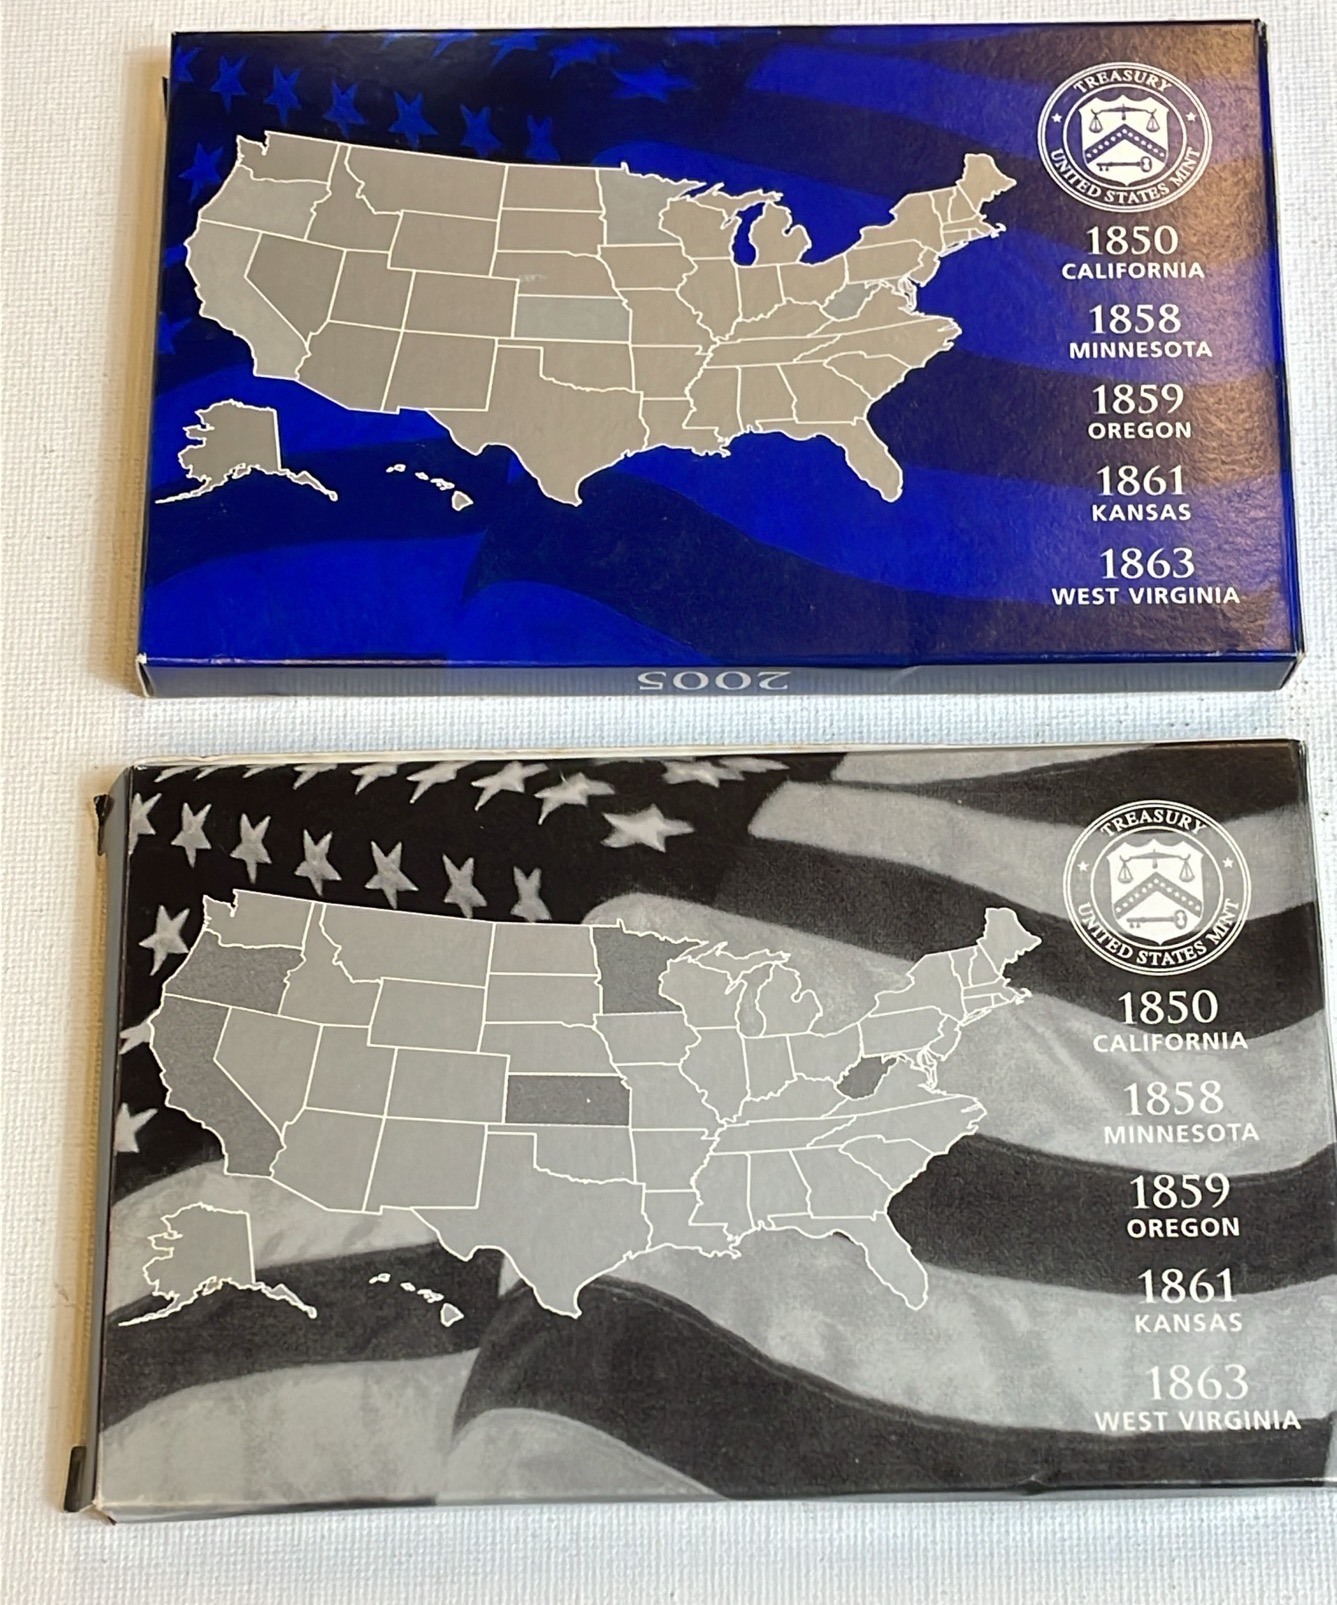 TREASURY
UNITED STATES MINT
1850
CALIFORNIA
1858
MINNESOTA
1859
OREGON
1861
KANSAS
1863
WEST VIRGINIA
2005
TREASURY
UNITED STATES MINT
1850
CALIFORNIA
1858
MINNESOTA
1859
OREGON
1861
KANSAS
1863
WEST VIRGINIA